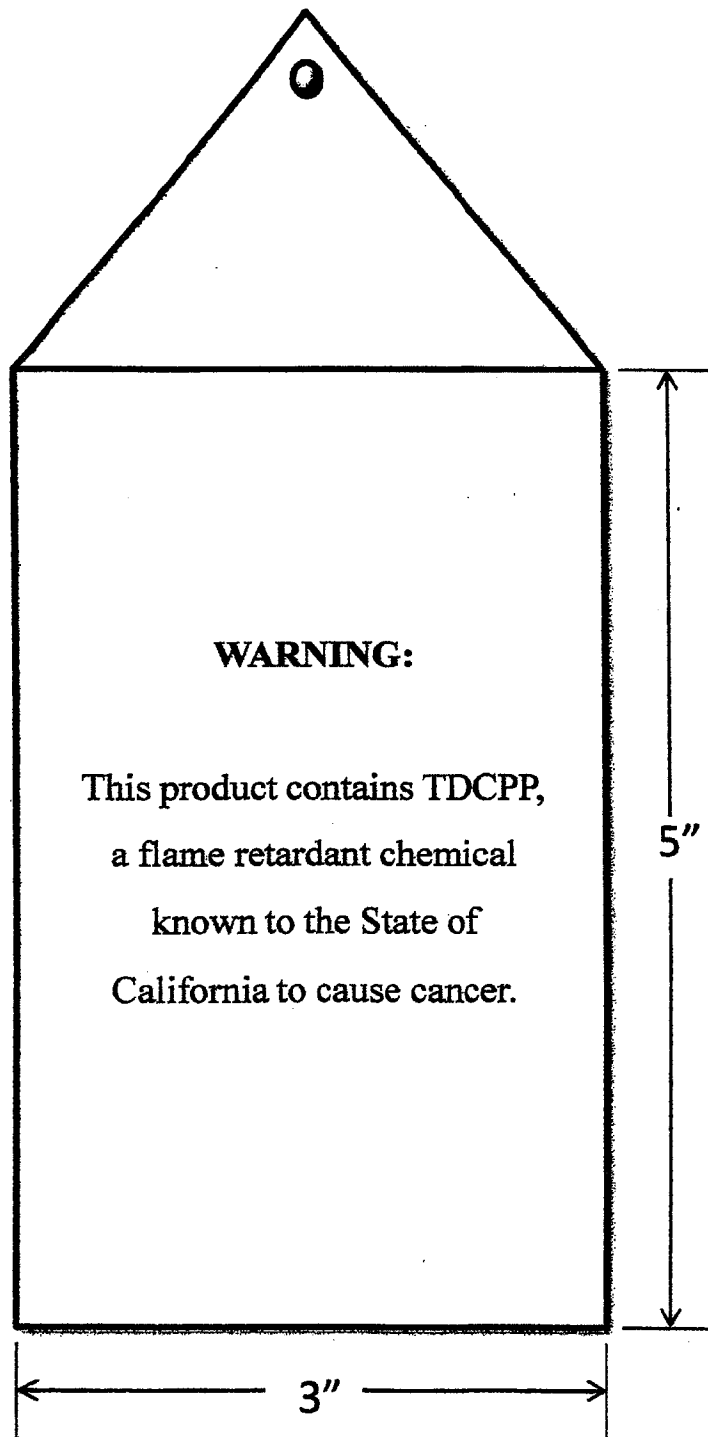 WARNING:
This product contains TDCPP,
a flame retardant chemical
known to the State of
California to cause cancer.
5″
3″